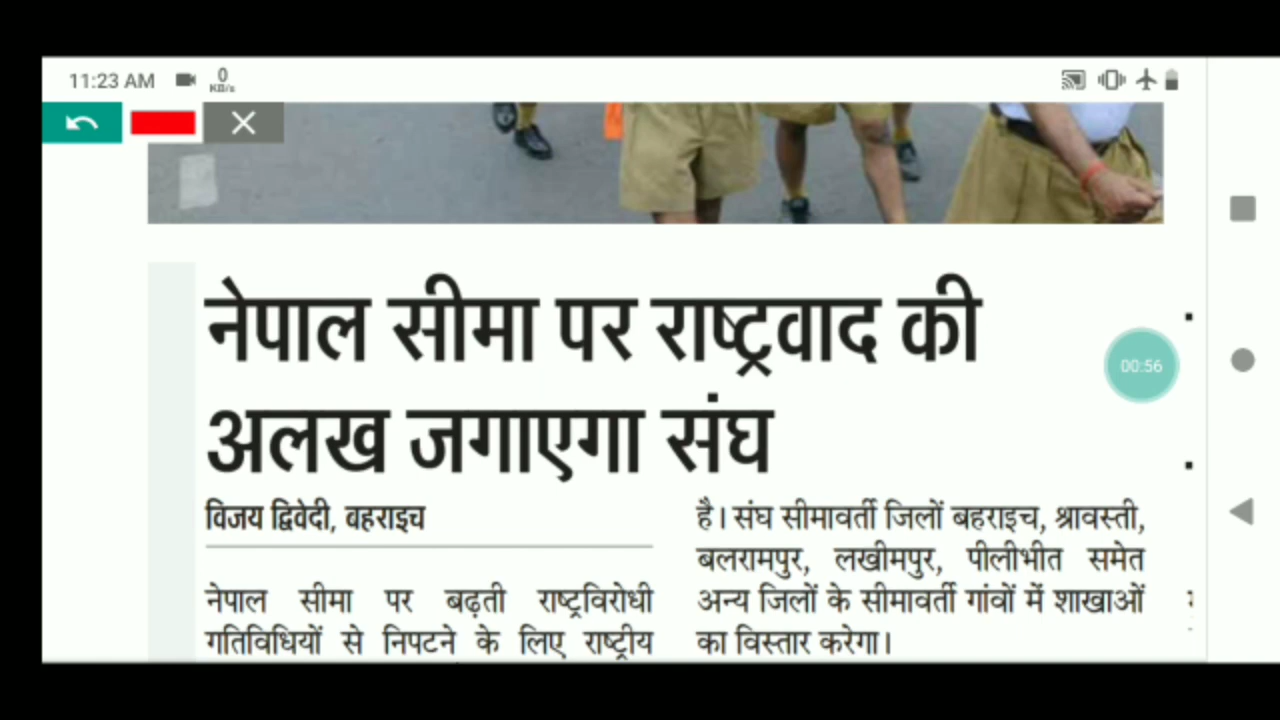 11:23 AM
0
KB/s
नेपाल सीमा पर राष्ट्रवाद की
अलख जगाएगा संघ
00:56
विजय द्विवेदी, बहराइच
नेपाल सीमा पर बढ़ती राष्ट्रविरोधी
गतिविधियों से निपटने के लिए राष्ट्रीय
है। संघ सीमावर्ती जिलों बहराइच, श्रावस्ती,
बलरामपुर, लखीमपुर, पीलीभीत समेत
अन्य जिलों के सीमावर्ती गांवों में शाखाओं
का विस्तार करेगा।